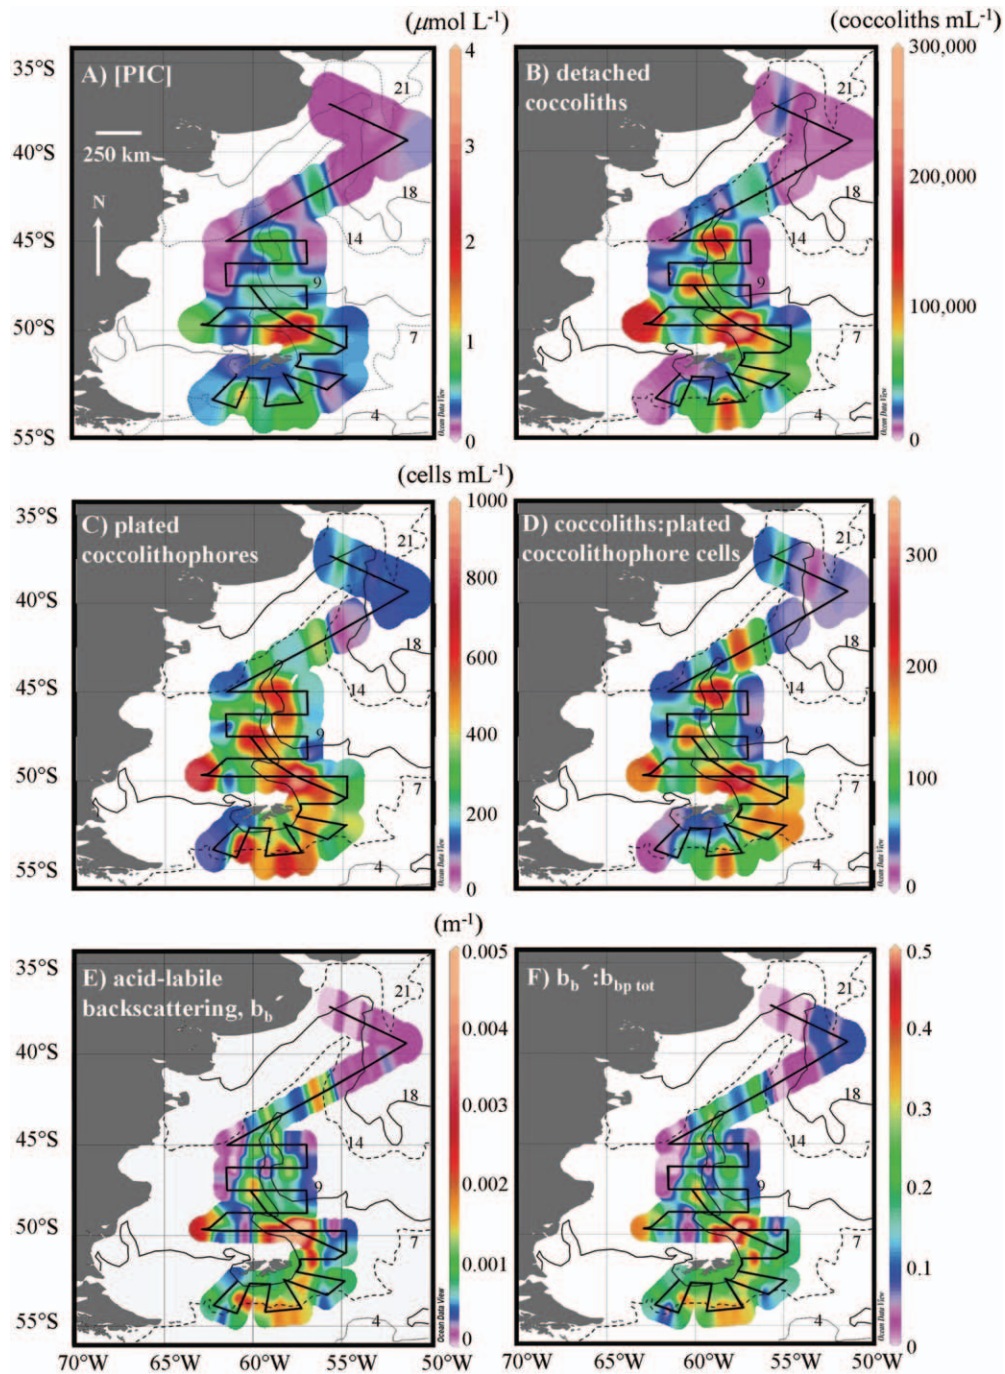 (μmol L-1)
(coccoliths mL-1)
A) [PIC]
250 km
N
21
18
14
9
7
4
35°S
40°S
45°S
50°S
55°S
4
3
2
1
0
Ocean Data View
B) detached
coccoliths
21
18
14
9
7
4
300,000
200,000
100,000
0
Ocean Data View
(cells mL-1)
C) plated
coccolithophores
21
18
14
9
7
4
35°S
40°S
45°S
50°S
55°S
1000
800
600
400
200
0
Ocean Data View
D) coccoliths:plated
coccolithophore cells
21
18
14
9
7
4
300
200
100
0
Ocean Data View
(m-1)
E) acid-labile
backscattering, bb′
21
18
14
9
7
4
35°S
40°S
45°S
50°S
55°S
0.005
0.004
0.003
0.002
0.001
0
Ocean Data View
70°W 65°W 60°W 55°W 50°W
F) bb′:bbp tot
21
18
14
9
7
4
0.5
0.4
0.3
0.2
0.1
0
Ocean Data View
65°W 60°W 55°W 50°W